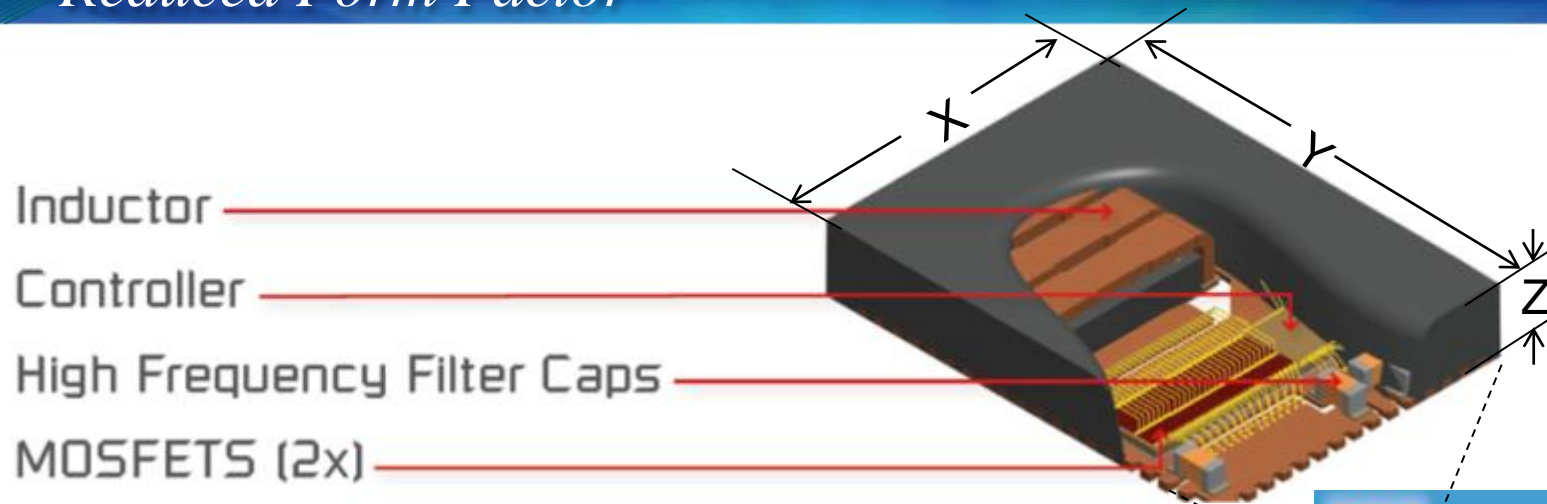 Reduced Form Factor
X
Y
Inductor
Controller
Z
High Frequency Filter Caps
MOSFETS (2x)